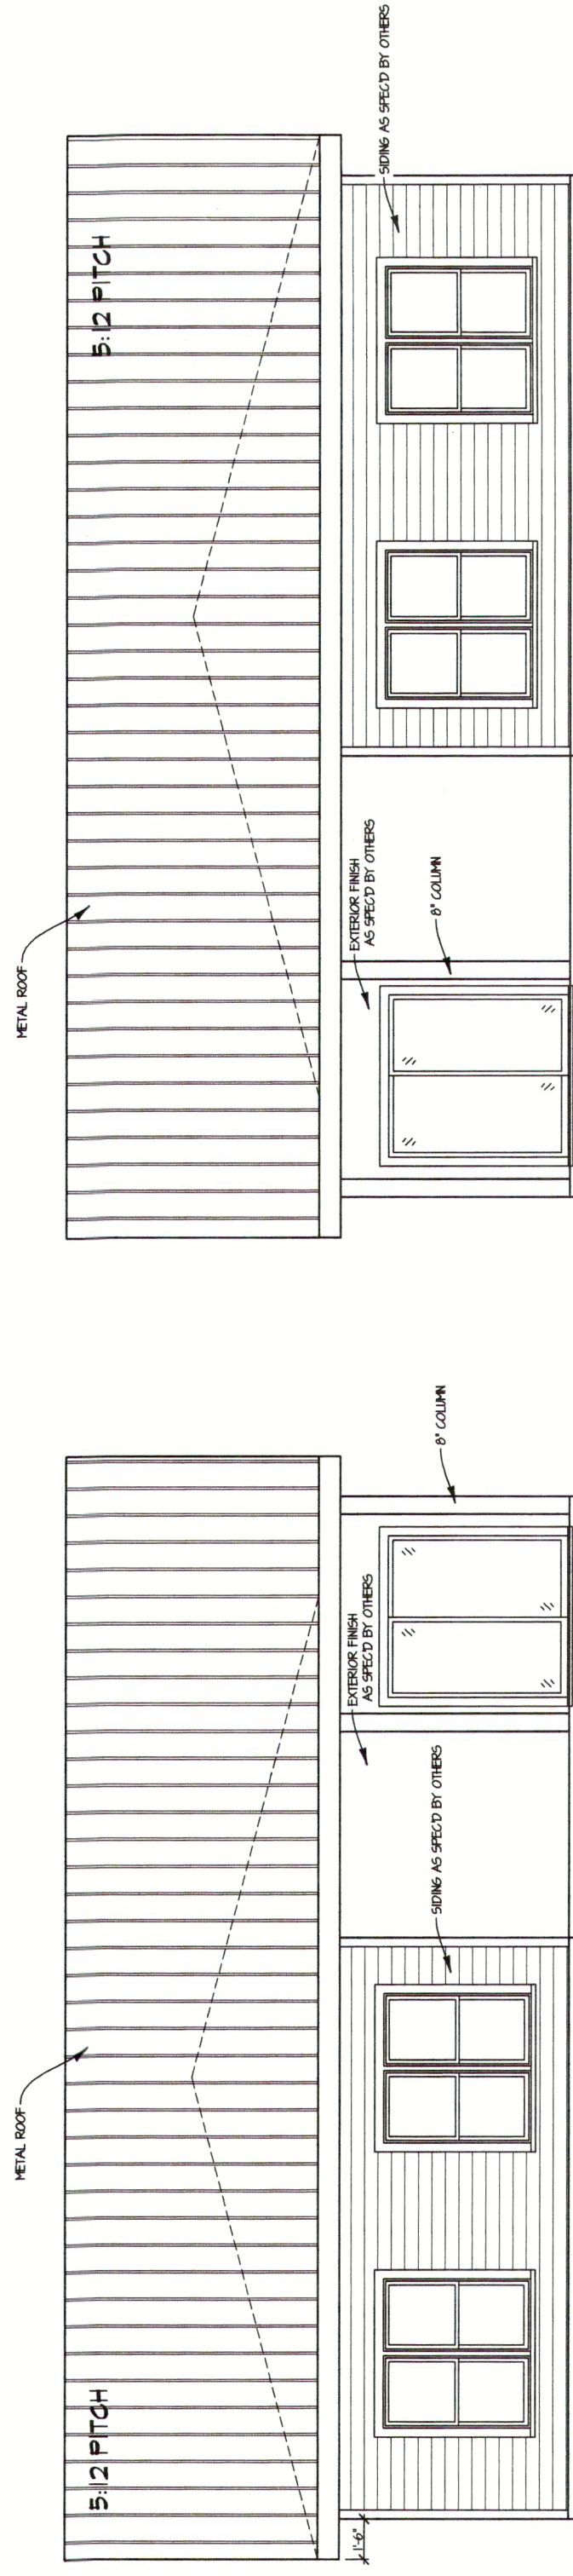 METAL ROOF
5:12 PITCH
EXTERIOR FINISH
AS SPEC'D BY OTHERS
8" COLUMN
SIDING AS SPEC'D BY OTHERS
1'-6"
METAL ROOF
5:12 PITCH
EXTERIOR FINISH
AS SPEC'D BY OTHERS
8" COLUMN
SIDING AS SPEC'D BY OTHERS